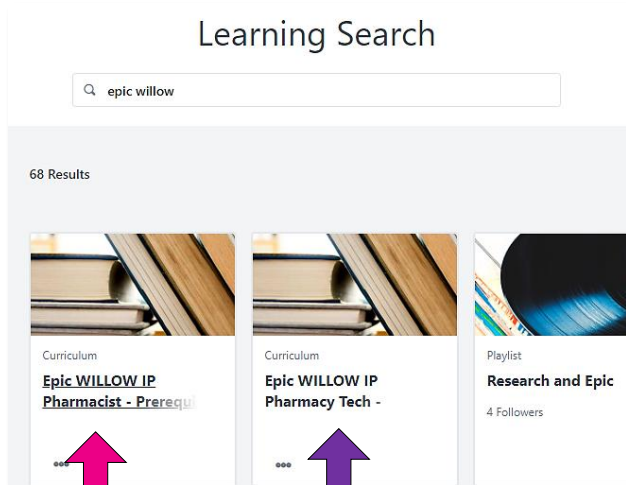 Learning Search
epic willow
68 Results
Curriculum
Epic WILLOW IP
Pharmacist - Prerequi
Curriculum
Epic WILLOW IP
Pharmacy Tech -
Playlist
Research and Epic
4 Followers